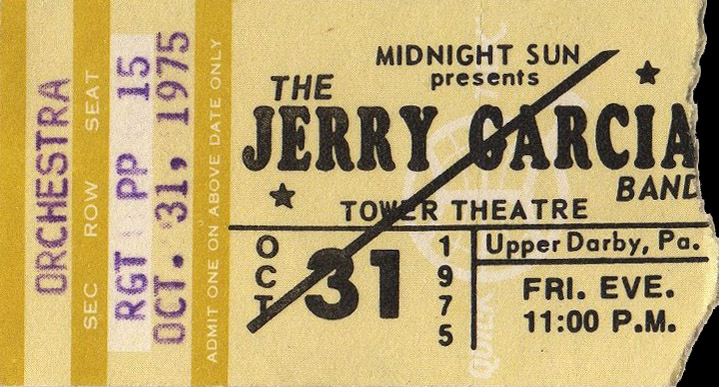 ORCHESTRA
SEC ROW SEAT
RGT PP 15
OCT. 31, 1975
ADMIT ONE ON ABOVE DATE ONLY
MIDNIGHT SUN
presents
THE
JERRY GARCIA
BAND
TOWER THEATRE
OCT 31 1975
Upper Darby, Pa.
FRI. EVE.
11:00 P.M.